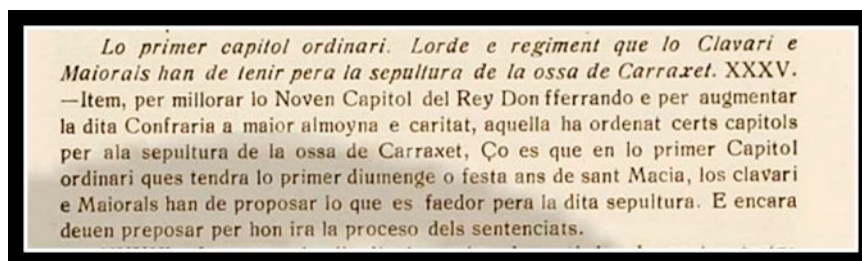 Lo primer capitol ordinari. Lorde e regiment que lo Clavari e
Maiorals han de tenir pera la sepultura de la ossa de Carraxet. XXXV.
—Item, per millorar lo Noven Capitol del Rey Don fferrando e per augmentar
la dita Confraria a maior almoyna e caritat, aquella ha ordenat certs capitols
per ala sepultura de la ossa de Carraxet, Ço es que en lo primer Capitol
ordinari ques tendra lo primer diumenge o festa ans de sant Macia, los clavari
e Maiorals han de proposar lo que es faedor pera la dita sepultura. E encara
deuen preposar per hon ira la proceso dels sentenciats.